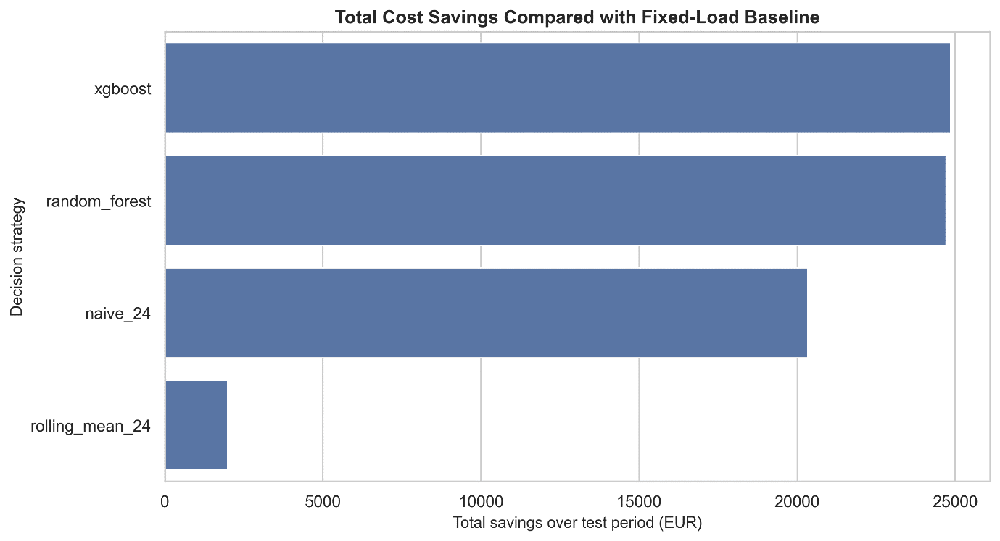 Total Cost Savings Compared with Fixed-Load Baseline
Decision strategy
xgboost
random_forest
naive_24
rolling_mean_24
0 5000 10000 15000 20000 25000
Total savings over test period (EUR)